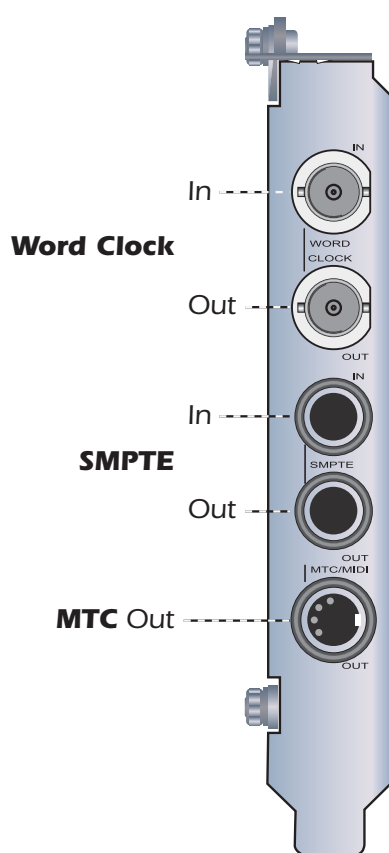 IN
In
WORD
Word Clock
CLOCK
Out
OUT
IN
In
SMPTE
SMPTE
Out
OUT
MTC/MIDI
MTC Out
OUT